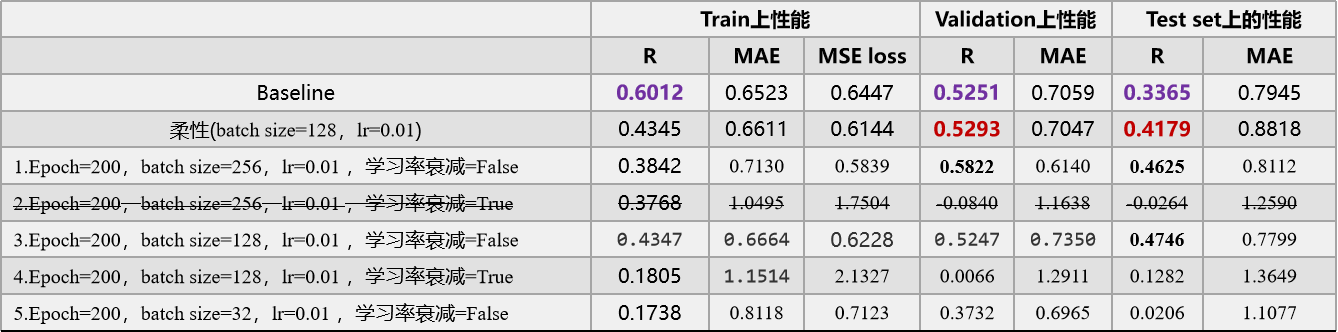 Train上性能 Validation上性能 Test set上的性能
R MAE MSE loss R MAE R MAE
Baseline 0.6012 0.6523 0.6447 0.5251 0.7059 0.3365 0.7945
柔性(batch size=128，lr=0.01) 0.4345 0.6611 0.6144 0.5293 0.7047 0.4179 0.8818
1.Epoch=200，batch size=256，lr=0.01 ，学习率衰减=False 0.3842 0.7130 0.5839 0.5822 0.6140 0.4625 0.8112
2.Epoch=200，batch size=256，lr=0.01 ，学习率衰减=True 0.3768 1.0495 1.7504 -0.0840 1.1638 -0.0264 1.2590
3.Epoch=200，batch size=128，lr=0.01 ，学习率衰减=False 0.4347 0.6664 0.6228 0.5247 0.7350 0.4746 0.7799
4.Epoch=200，batch size=128，lr=0.01 ，学习率衰减=True 0.1805 1.1514 2.1327 0.0066 1.2911 0.1282 1.3649
5.Epoch=200，batch size=32，lr=0.01 ，学习率衰减=False 0.1738 0.8118 0.7123 0.3732 0.6965 0.0206 1.1077